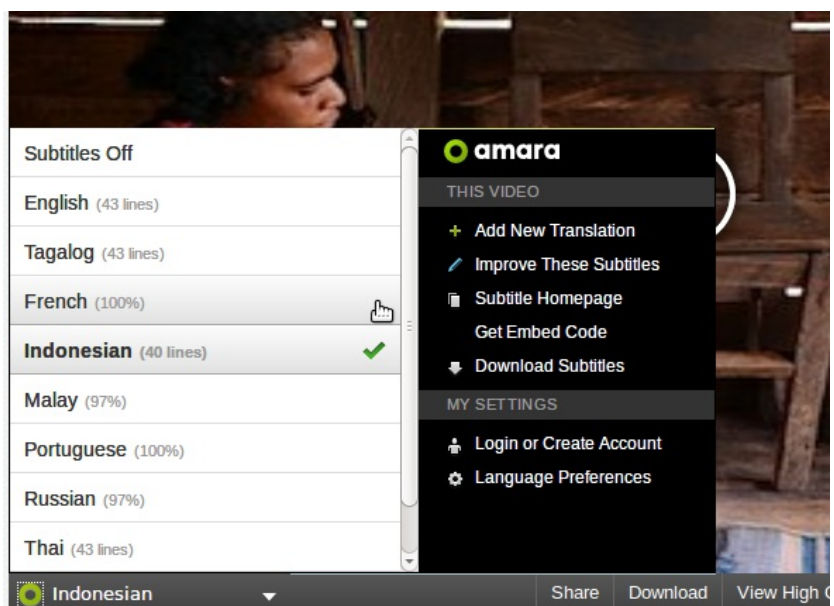 Subtitles Off
English (43 lines)
Tagalog (43 lines)
French (100%)
Indonesian (40 lines)
Malay (97%)
Portuguese (100%)
Russian (97%)
Thai (43 lines)
amara
THIS VIDEO
Add New Translation
Improve These Subtitles
Subtitle Homepage
Get Embed Code
Download Subtitles
MY SETTINGS
Login or Create Account
Language Preferences
Indonesian
Share
Download
View High